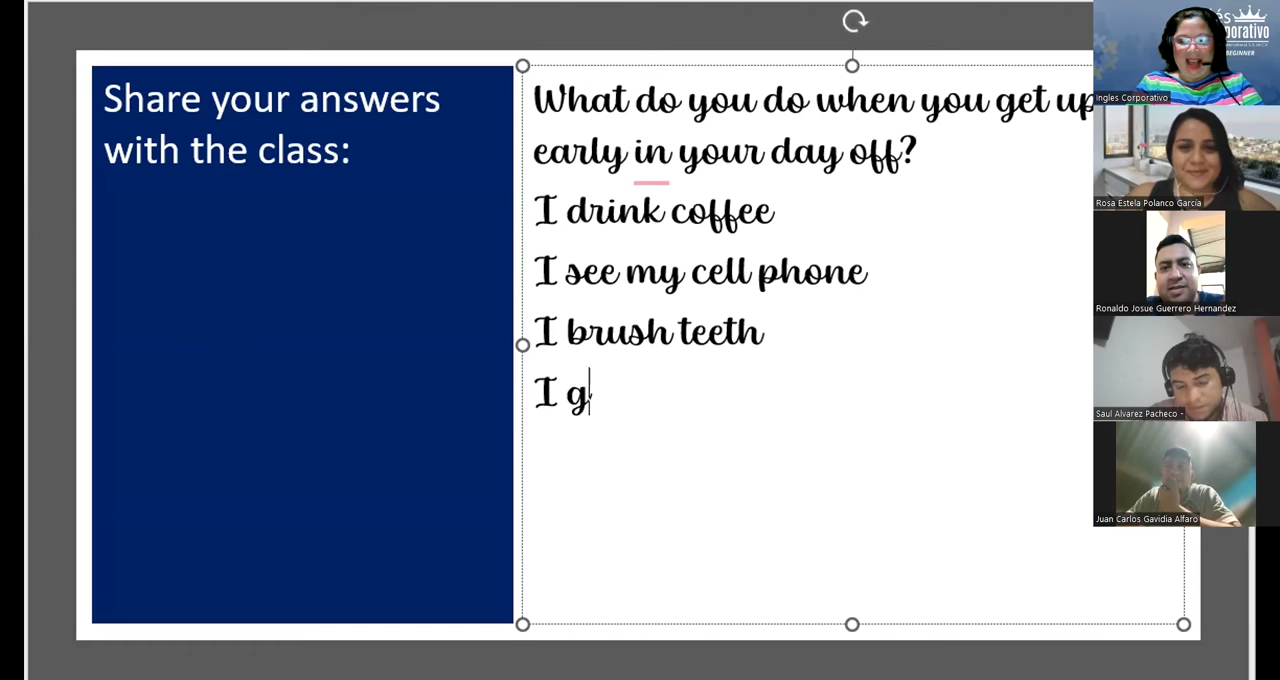 Share your answers
with the class:
What do you do when you get up
early in your day off?
I drink coffee
I see my cell phone
I brush teeth
I g
BEGINNER
Ingles Corporativo
Rosa Estela Polanco García
Ronaldo Josue Guerrero Hernandez
Saul Alvarez Pacheco -
Juan Carlos Gavidia Alfaro